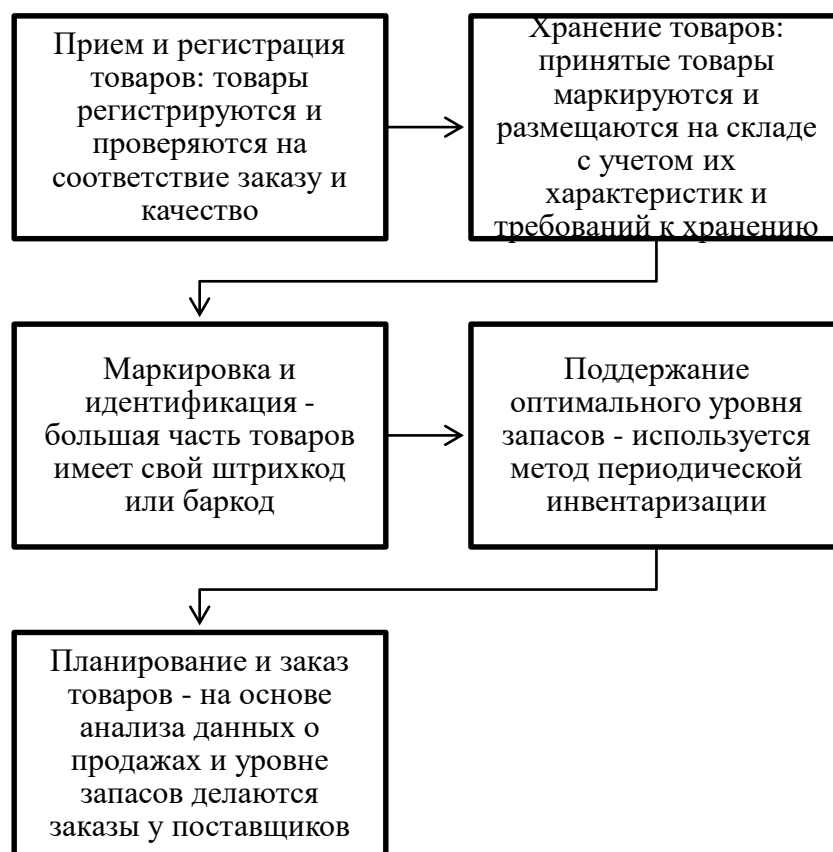 Прием и регистрация
товаров: товары
регистрируются и
проверяются на
соответствие заказу и
качество
Хранение товаров:
принятые товары
маркируются и
размещаются на складе
с учетом их
характеристик и
требований к хранению
Маркировка и
идентификация -
большая часть товаров
имеет свой штрихкод
или баркод
Поддержание
оптимального уровня
запасов - используется
метод периодической
инвентаризации
Планирование и заказ
товаров - на основе
анализа данных о
продажах и уровне
запасов делаются
заказы у поставщиков